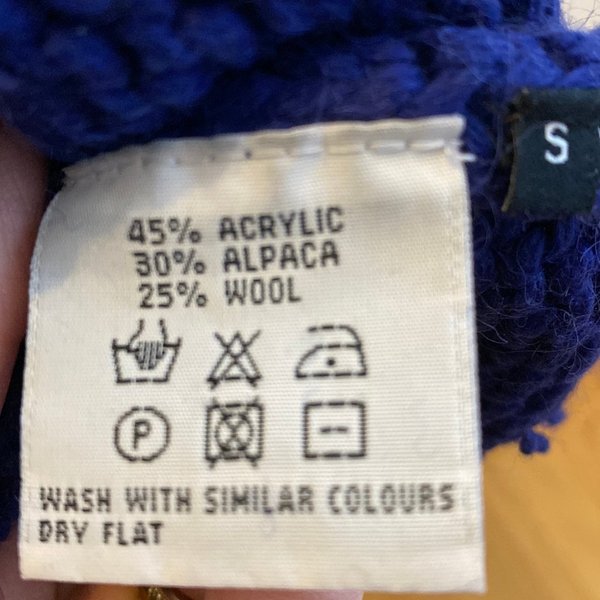 S
45% ACRYLIC
30% ALPACA
25% WOOL
P
WASH WITH SIMILAR COLOURS
DRY FLAT